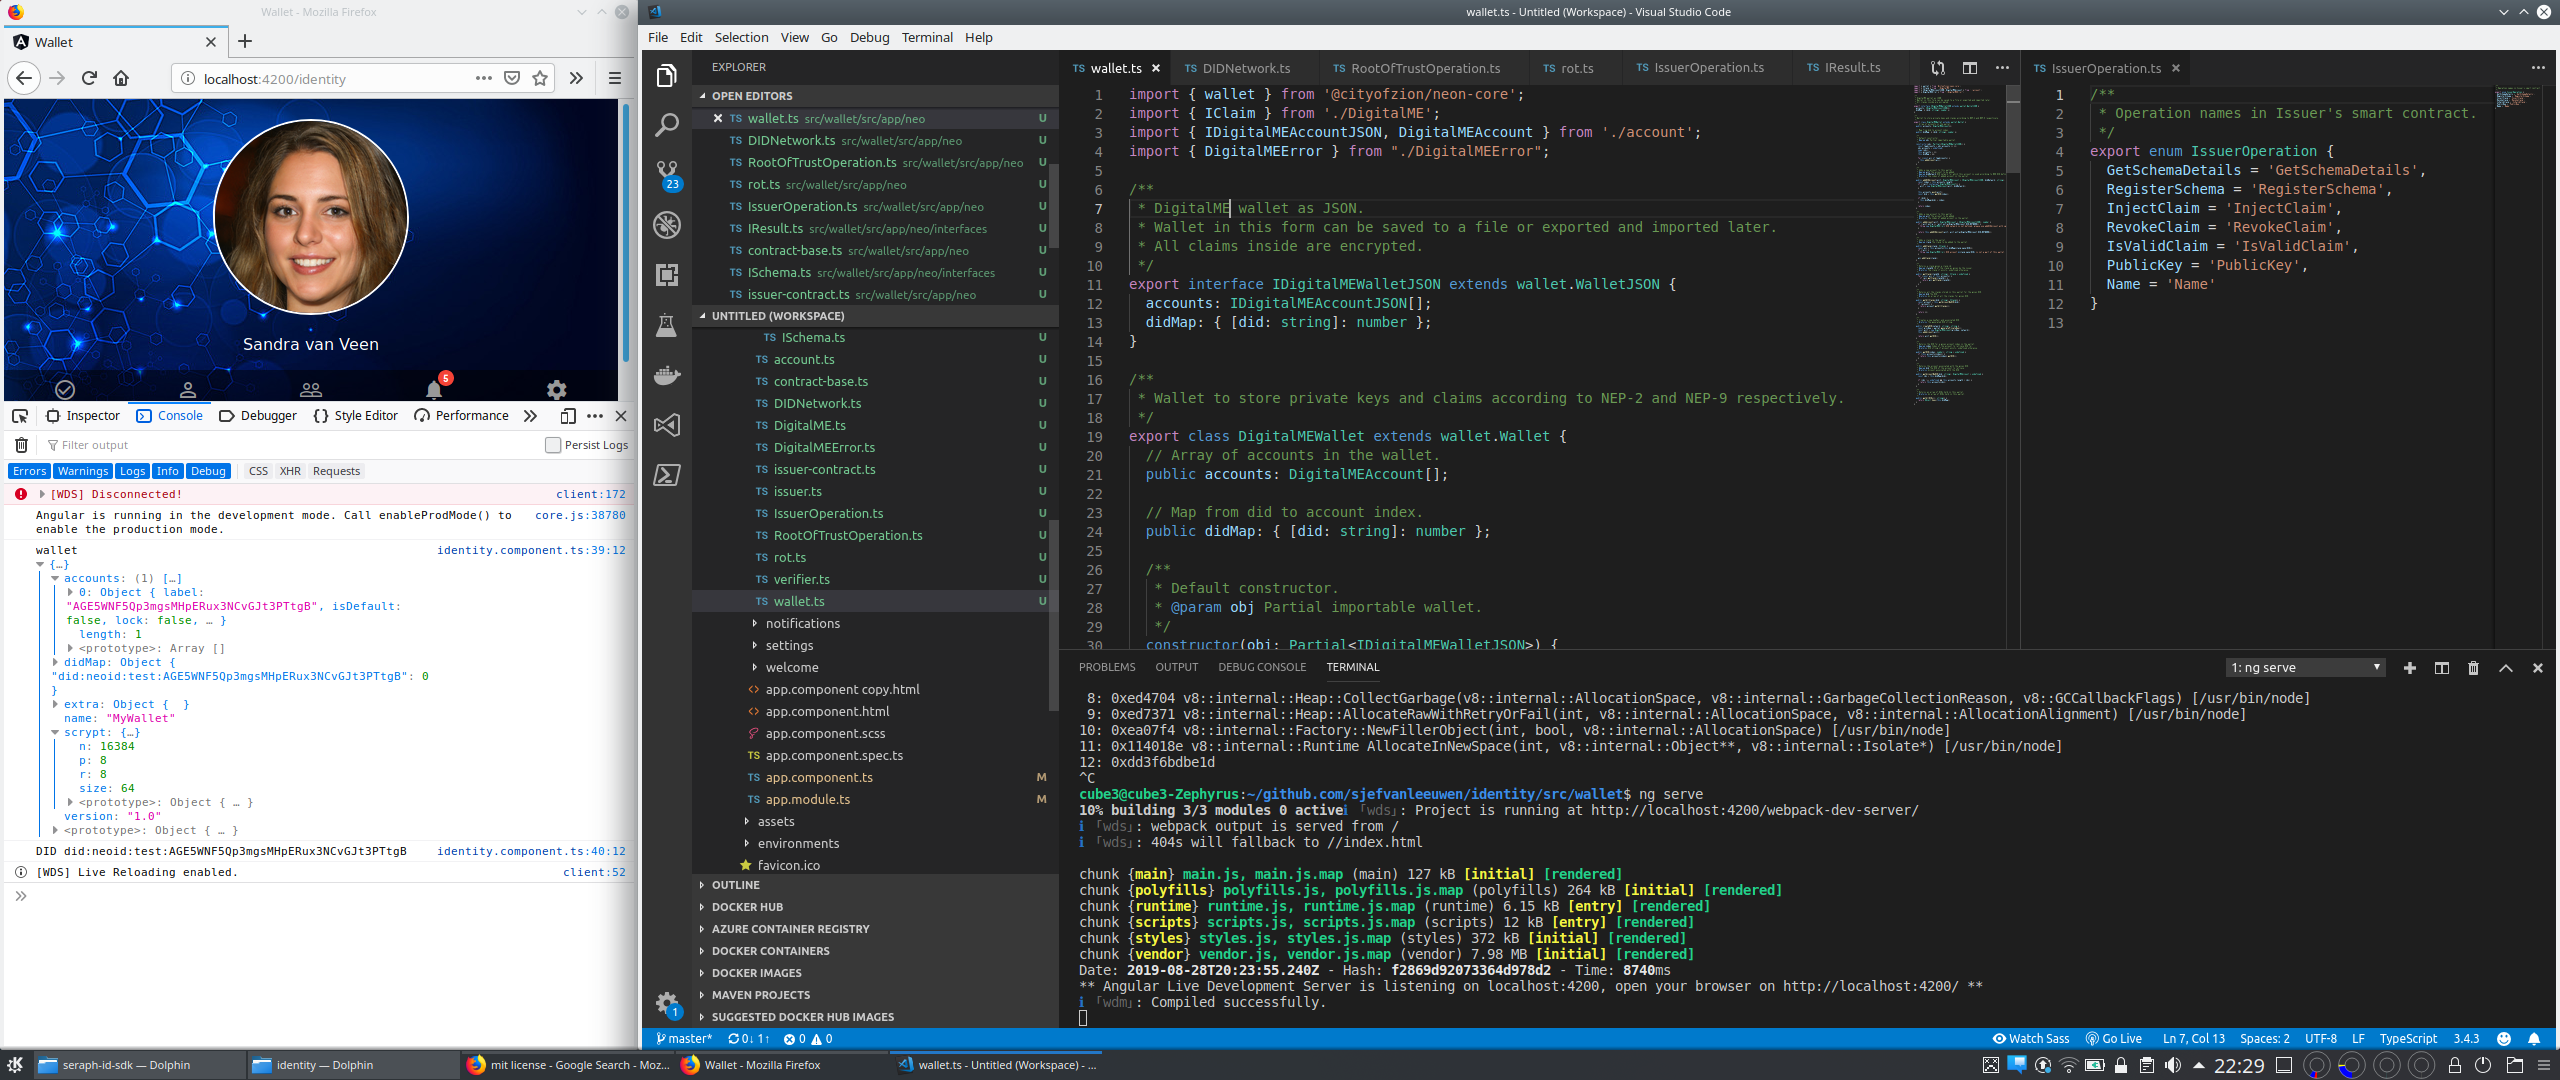 Wallet - Mozilla Firefox
Wallet
localhost:4200/identity
Sandra van Veen
5
Inspector Console Debugger Style Editor Performance
Filter output
Persist Logs
Errors Warnings Logs Info Debug CSS XHR Requests
[WDS] Disconnected! client:172
Angular is running in the development mode. Call enableProdMode() to core.js:38780
enable the production mode.
wallet identity.component.ts:39:12
{…}
accounts: (1) […]
0: Object { label:
"AGE5WNF5Qp3mgsMHpERux3NCvGJt3PTtgB", isDefault:
false, lock: false, … }
length: 1
<prototype>: Array []
didMap: Object {
"did:neoid:test:AGE5WNF5Qp3mgsMHpERux3NCvGJt3PTtgB": 0
}
extra: Object { }
name: "MyWallet"
scrypt: {…}
n: 16384
p: 8
r: 8
size: 64
<prototype>: Object { … }
version: "1.0"
<prototype>: Object { … }
DID did:neoid:test:AGE5WNF5Qp3mgsMHpERux3NCvGJt3PTtgB identity.component.ts:40:12
[WDS] Live Reloading enabled. client:52
wallet.ts - Untitled (Workspace) - Visual Studio Code
File Edit Selection View Go Debug Terminal Help
23
1
EXPLORER
OPEN EDITORS
TS wallet.ts src/wallet/src/app/neo U
TS DIDNetwork.ts src/wallet/src/app/neo U
TS RootOfTrustOperation.ts src/wallet/src/app/neo U
TS rot.ts src/wallet/src/app/neo U
TS IssuerOperation.ts src/wallet/src/app/neo U
TS IResult.ts src/wallet/src/app/neo/interfaces U
TS contract-base.ts src/wallet/src/app/neo U
TS ISchema.ts src/wallet/src/app/neo/interfaces U
TS issuer-contract.ts src/wallet/src/app/neo U
UNTITLED (WORKSPACE)
TS ISchema.ts U
TS account.ts U
TS contract-base.ts U
TS DIDNetwork.ts U
TS DigitalME.ts U
TS DigitalMEError.ts U
TS issuer-contract.ts U
TS issuer.ts U
TS IssuerOperation.ts U
TS RootOfTrustOperation.ts U
TS rot.ts U
TS verifier.ts U
TS wallet.ts U
notifications
settings
welcome
app.component copy.html
app.component.html
app.component.scss
TS app.component.spec.ts
TS app.component.ts M
TS app.module.ts M
assets
environments
favicon.ico
OUTLINE
DOCKER HUB
AZURE CONTAINER REGISTRY
DOCKER CONTAINERS
DOCKER IMAGES
MAVEN PROJECTS
SUGGESTED DOCKER HUB IMAGES
TS wallet.ts TS DIDNetwork.ts TS RootOfTrustOperation.ts TS rot.ts TS IssuerOperation.ts TS IResult.ts
1 import { wallet } from '@cityofzion/neon-core';
2 import { IClaim } from './DigitalME';
3 import { IDigitalMEAccountJSON, DigitalMEAccount } from './account';
4 import { DigitalMEError } from "./DigitalMEError";
5
6 /**
7 * DigitalME wallet as JSON.
8 * Wallet in this form can be saved to a file or exported and imported later.
9 * All claims inside are encrypted.
10 */
11 export interface IDigitalMEWalletJSON extends wallet.WalletJSON {
12 accounts: IDigitalMEAccountJSON[];
13 didMap: { [did: string]: number };
14 }
15
16 /**
17 * Wallet to store private keys and claims according to NEP-2 and NEP-9 respectively.
18 */
19 export class DigitalMEWallet extends wallet.Wallet {
20 // Array of accounts in the wallet.
21 public accounts: DigitalMEAccount[];
22
23 // Map from did to account index.
24 public didMap: { [did: string]: number };
25
26 /**
27 * Default constructor.
28 * @param obj Partial importable wallet.
29 */
30 constructor(obj: Partial<IDigitalMEWalletJSON>) {
TS IssuerOperation.ts
1 /**
2 * Operation names in Issuer's smart contract.
3 */
4 export enum IssuerOperation {
5 GetSchemaDetails = 'GetSchemaDetails',
6 RegisterSchema = 'RegisterSchema',
7 InjectClaim = 'InjectClaim',
8 RevokeClaim = 'RevokeClaim',
9 IsValidClaim = 'IsValidClaim',
10 PublicKey = 'PublicKey',
11 Name = 'Name'
12 }
13
PROBLEMS OUTPUT DEBUG CONSOLE TERMINAL
1: ng serve
8: 0xed4704 v8::internal::Heap::CollectGarbage(v8::internal::AllocationSpace, v8::internal::GarbageCollectionReason, v8::GCCallbackFlags) [/usr/bin/node]
9: 0xed7371 v8::internal::Heap::AllocateRawWithRetryOrFail(int, v8::internal::AllocationSpace, v8::internal::AllocationAlignment) [/usr/bin/node]
10: 0xea07f4 v8::internal::Factory::NewFillerObject(int, bool, v8::internal::AllocationSpace) [/usr/bin/node]
11: 0x114018e v8::internal::Runtime AllocateInNewSpace(int, v8::internal::Object**, v8::internal::Isolate*) [/usr/bin/node]
12: 0xdd3f6bdbe1d
^C
cube3@cube3-Zephyrus:~/github.com/sjefvanleeuwen/identity/src/wallet$ ng serve
10% building 3/3 modules 0 activeℹ ｢wds｣: Project is running at http://localhost:4200/webpack-dev-server/
ℹ ｢wds｣: webpack output is served from /
ℹ ｢wds｣: 404s will fallback to //index.html
chunk {main} main.js, main.js.map (main) 127 kB [initial] [rendered]
chunk {polyfills} polyfills.js, polyfills.js.map (polyfills) 264 kB [initial] [rendered]
chunk {runtime} runtime.js, runtime.js.map (runtime) 6.15 kB [entry] [rendered]
chunk {scripts} scripts.js, scripts.js.map (scripts) 12 kB [entry] [rendered]
chunk {styles} styles.js, styles.js.map (styles) 372 kB [initial] [rendered]
chunk {vendor} vendor.js, vendor.js.map (vendor) 7.98 MB [initial] [rendered]
Date: 2019-08-28T20:23:55.240Z - Hash: f2869d92073364d978d2 - Time: 8740ms
** Angular Live Development Server is listening on localhost:4200, open your browser on http://localhost:4200/ **
ℹ ｢wdm｣: Compiled successfully.
master* 0↓ 1↑ 0 0 Watch Sass Go Live Ln 7, Col 13 Spaces: 2 UTF-8 LF TypeScript 3.4.3
seraph-id-sdk — Dolphin identity — Dolphin mit license - Google Search - Moz... Wallet - Mozilla Firefox wallet.ts - Untitled (Workspace) - ... 22:29